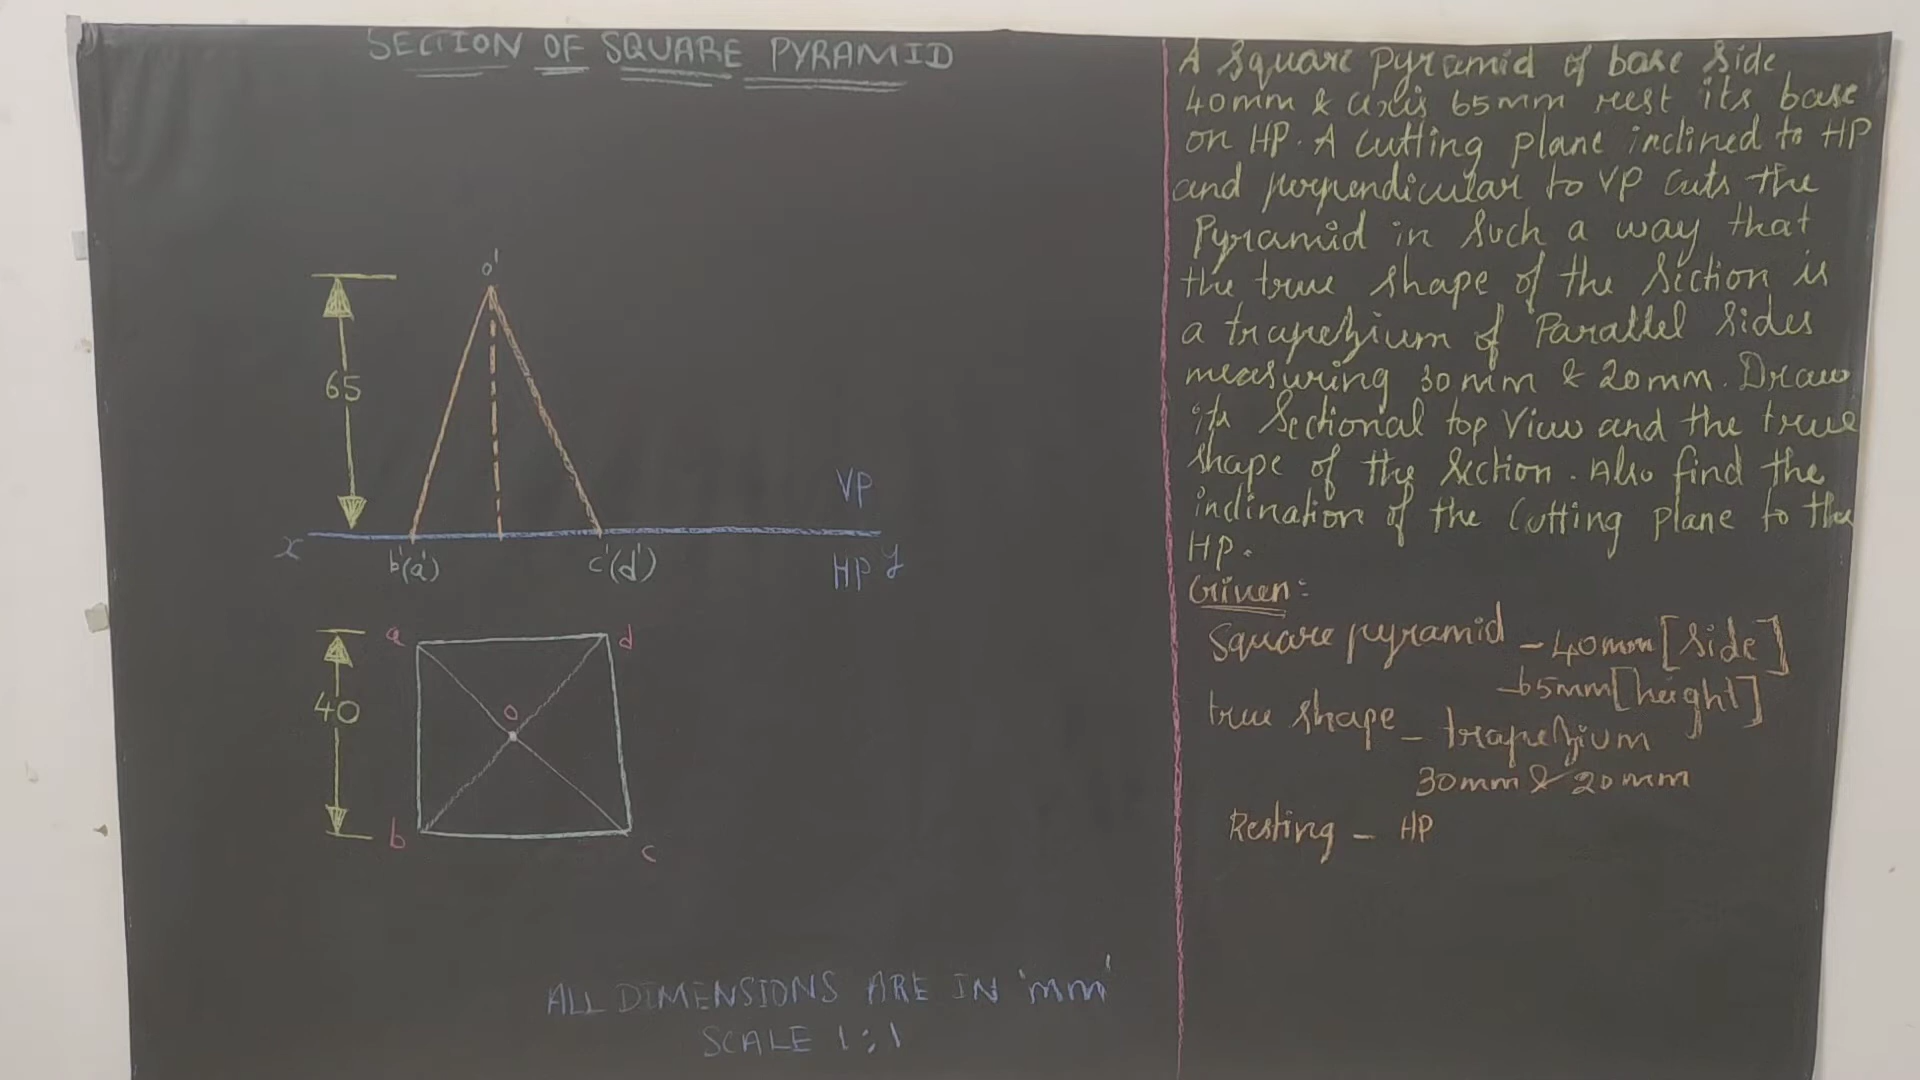 SECTION OF SQUARE PYRAMID
o'
65
VP
x
b'(a')
c'(d')
HP y
a
d
40
o
b
c
ALL DIMENSIONS ARE IN 'mm'
SCALE 1:1
A Square pyramid of base side
40mm & axis 65mm rest its base
on HP. A Cutting plane inclined to HP
and perpendicular to VP cuts the
Pyramid in such a way that
the true shape of the Section is
a trapezium of Parallel sides
measuring 30mm & 20mm. Draw
its Sectional top View and the true
shape of the Section. Also find the
inclination of the Cutting plane to the
HP.
Given:
Square pyramid - 40mm [Side]
-65mm [height]
true shape - trapezium
30mm & 20mm
Resting - HP